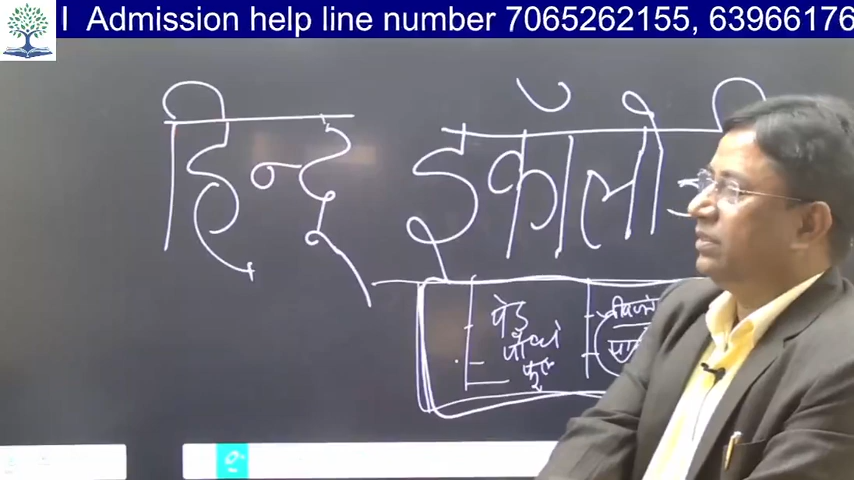 I Admission help line number 7065262155, 63966176
हिन्दू इकॉलो
पेड़
पौधों
फूल